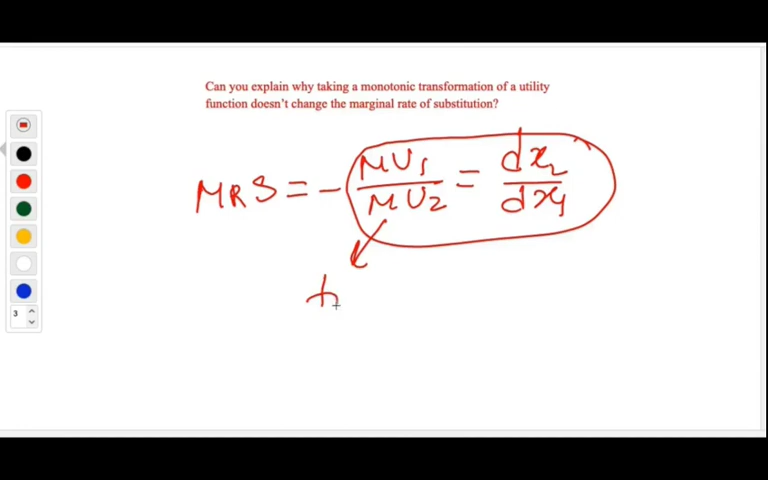 Can you explain why taking a monotonic transformation of a utility
function doesn't change the marginal rate of substitution?
MRS = - MU1/MU2 = dx2/dx1
3